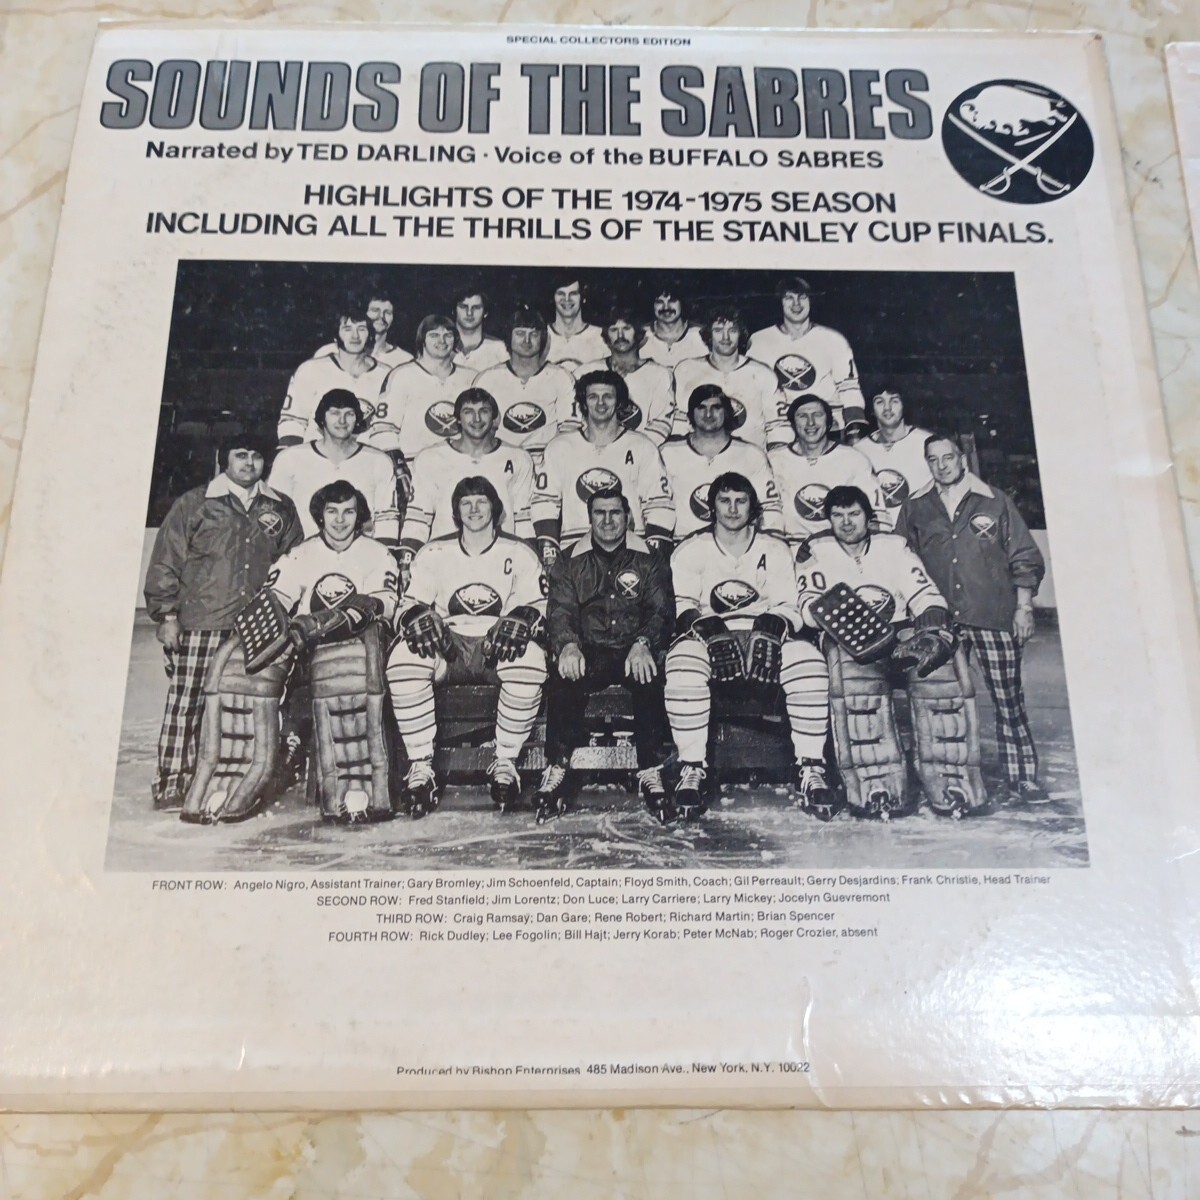 SPECIAL COLLECTORS EDITION
SOUNDS OF THE SABRES
Narrated by TED DARLING · Voice of the BUFFALO SABRES
HIGHLIGHTS OF THE 1974-1975 SEASON
INCLUDING ALL THE THRILLS OF THE STANLEY CUP FINALS.
A
A
C
A
30
FRONT ROW: Angelo Nigro, Assistant Trainer; Gary Bromley; Jim Schoenfeld, Captain; Floyd Smith, Coach; Gil Perreault; Gerry Desjardins; Frank Christie, Head Trainer
SECOND ROW: Fred Stanfield; Jim Lorentz; Don Luce; Larry Carriere; Larry Mickey; Jocelyn Guevremont
THIRD ROW: Craig Ramsay; Dan Gare; Rene Robert; Richard Martin; Brian Spencer
FOURTH ROW: Rick Dudley; Lee Fogolin; Bill Hajt; Jerry Korab; Peter McNab; Roger Crozier, absent
Produced by Bishop Enterprises 485 Madison Ave., New York, N.Y. 10022